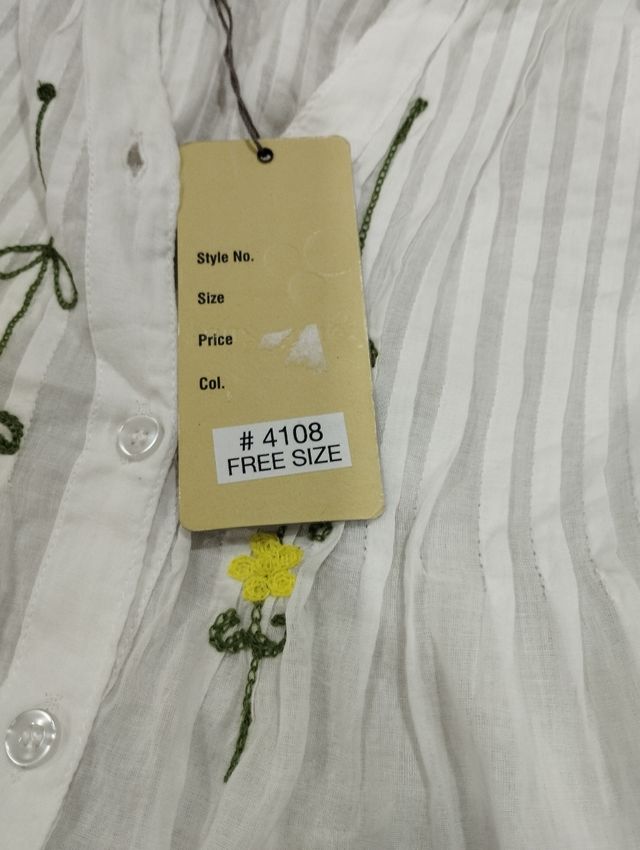 Style No.
Size
Price
Col.
# 4108
FREE SIZE